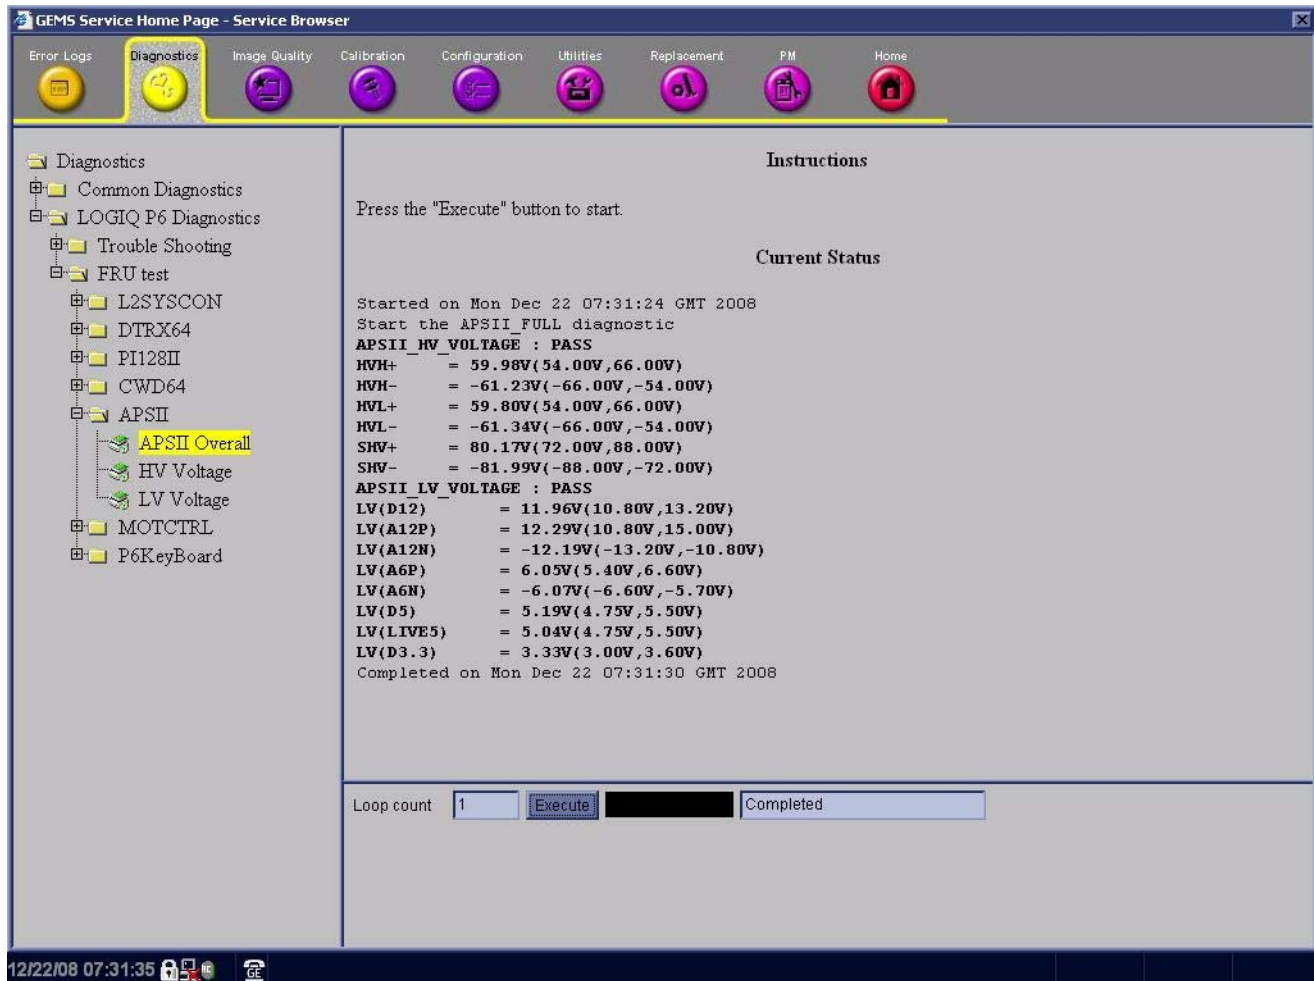 GEMS Service Home Page - Service Browser
Error Logs Diagnostics Image Quality Calibration Configuration Utilities Replacement PM Home
Diagnostics
Common Diagnostics
LOGIQ P6 Diagnostics
Trouble Shooting
FRU test
L2SYSCON
DTRX64
PI128II
CWD64
APSII
APSII Overall
HV Voltage
LV Voltage
MOTCTRL
P6KeyBoard
Instructions
Press the "Execute" button to start.
Current Status
Started on Mon Dec 22 07:31:24 GMT 2008
Start the APSII_FULL diagnostic
APSII_HV_VOLTAGE : PASS
HVH+ = 59.98V(54.00V,66.00V)
HVH- = -61.23V(-66.00V,-54.00V)
HVL+ = 59.80V(54.00V,66.00V)
HVL- = -61.34V(-66.00V,-54.00V)
SHV+ = 80.17V(72.00V,88.00V)
SHV- = -81.99V(-88.00V,-72.00V)
APSII_LV_VOLTAGE : PASS
LV(D12) = 11.96V(10.80V,13.20V)
LV(A12P) = 12.29V(10.80V,15.00V)
LV(A12N) = -12.19V(-13.20V,-10.80V)
LV(A6P) = 6.05V(5.40V,6.60V)
LV(A6N) = -6.07V(-6.60V,-5.70V)
LV(D5) = 5.19V(4.75V,5.50V)
LV(LIVE5) = 5.04V(4.75V,5.50V)
LV(D3.3) = 3.33V(3.00V,3.60V)
Completed on Mon Dec 22 07:31:30 GMT 2008
Loop count 1 Execute Completed
12/22/08 07:31:35 GE